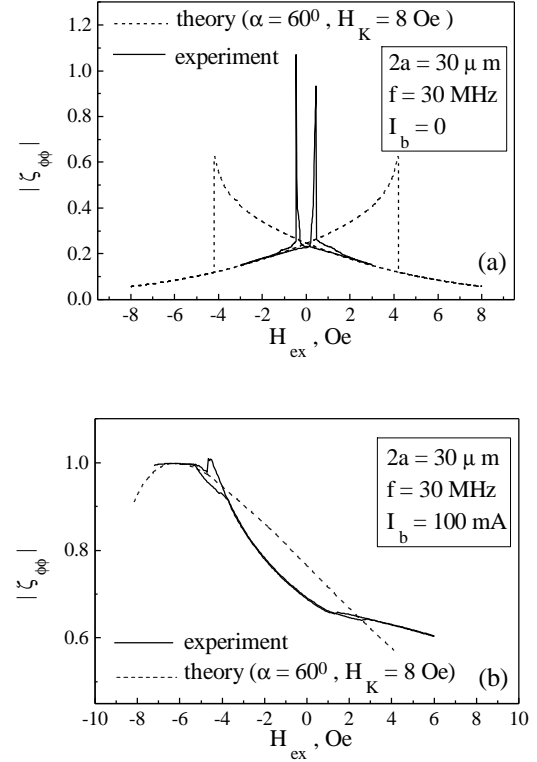 theory (α = 60⁰ , H_K = 8 Oe )
experiment
2a = 30 µ m
f = 30 MHz
I_b = 0
1.2
1.0
0.8
0.6
0.4
0.2
0.0
| ζ_ϕϕ |
(a)
-8 -6 -4 -2 0 2 4 6 8
H_ex , Oe
2a = 30 µ m
f = 30 MHz
I_b = 100 mA
1.0
0.8
0.6
| ζ_ϕϕ |
experiment
theory (α = 60⁰ , H_K = 8 Oe)
(b)
-10 -8 -6 -4 -2 0 2 4 6 8 10
H_ex , Oe